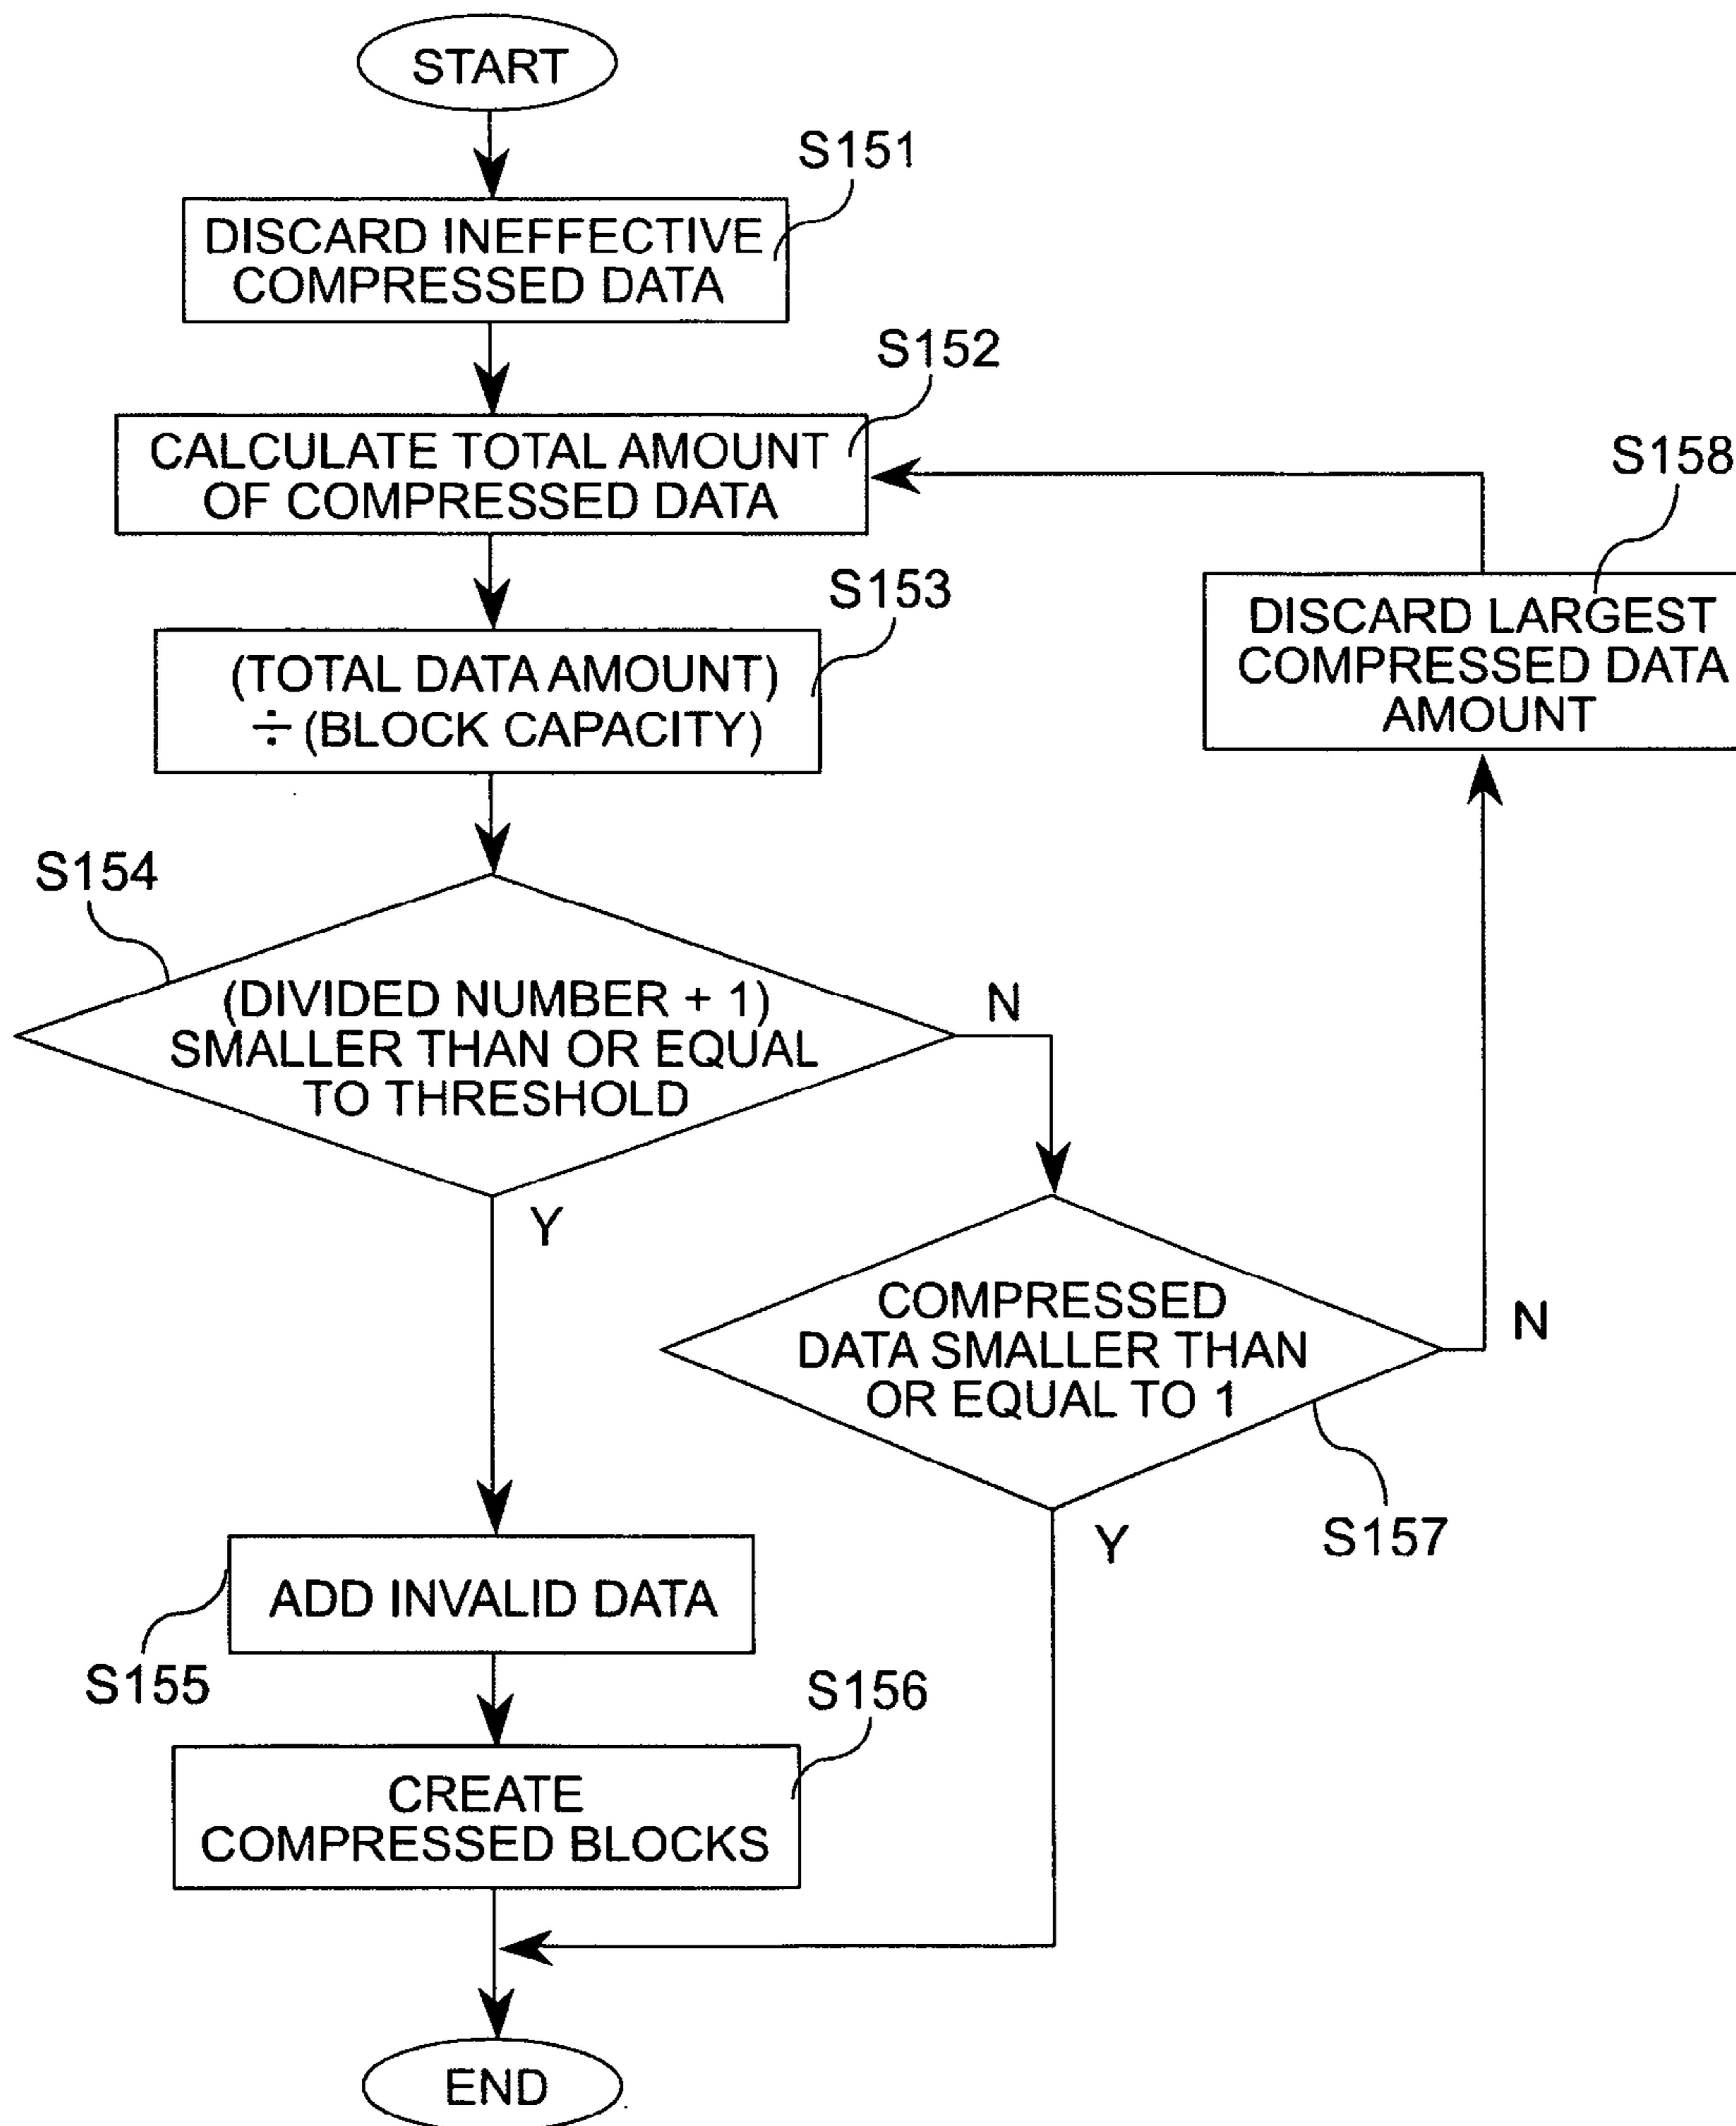 START
S151
DISCARD INEFFECTIVE
COMPRESSED DATA
S152
CALCULATE TOTAL AMOUNT
OF COMPRESSED DATA
S158
DISCARD LARGEST
COMPRESSED DATA
AMOUNT
S153
(TOTAL DATA AMOUNT)
÷ (BLOCK CAPACITY)
S154
(DIVIDED NUMBER + 1)
SMALLER THAN OR EQUAL
TO THRESHOLD
N
Y
COMPRESSED
DATA SMALLER THAN
OR EQUAL TO 1
N
Y
S157
ADD INVALID DATA
S155
S156
CREATE
COMPRESSED BLOCKS
END